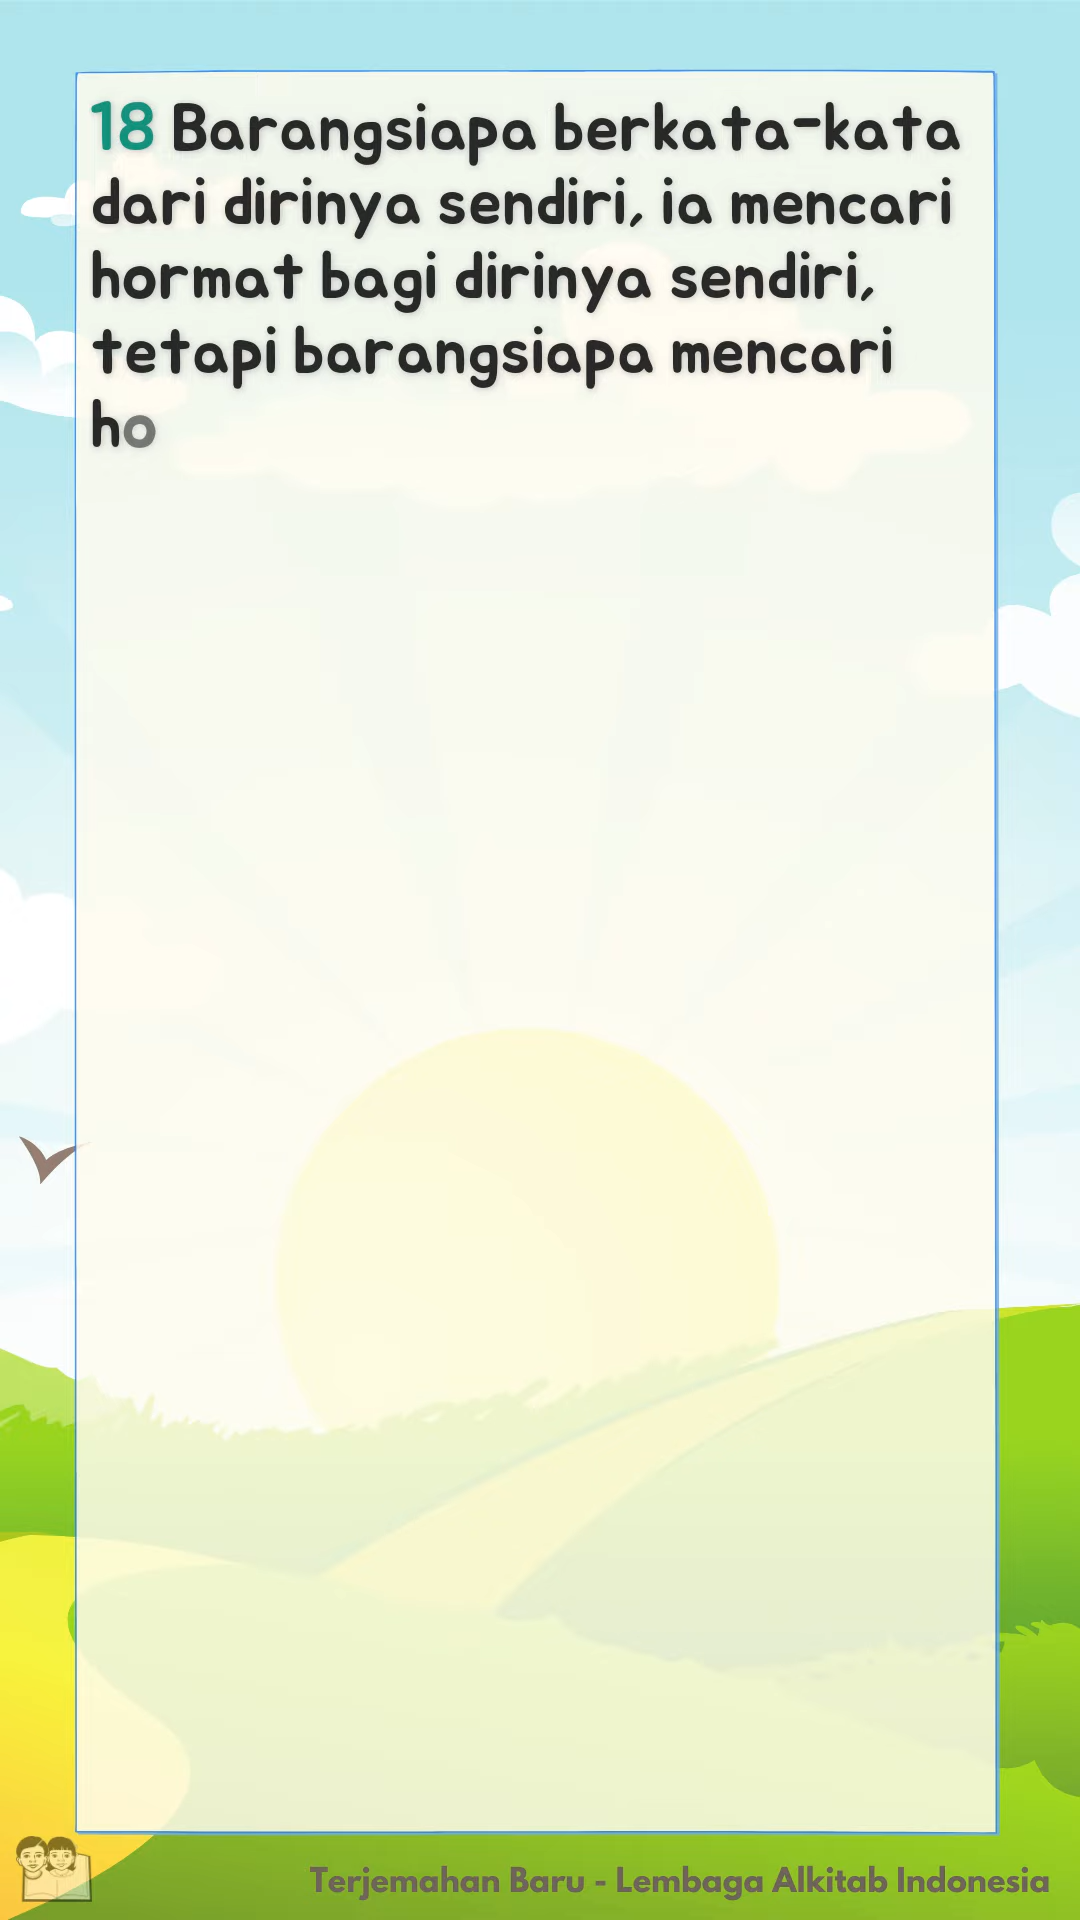 18 Barangsiapa berkata-kata
dari dirinya sendiri, ia mencari
hormat bagi dirinya sendiri,
tetapi barangsiapa mencari
ho
Terjemahan Baru - Lembaga Alkitab Indonesia